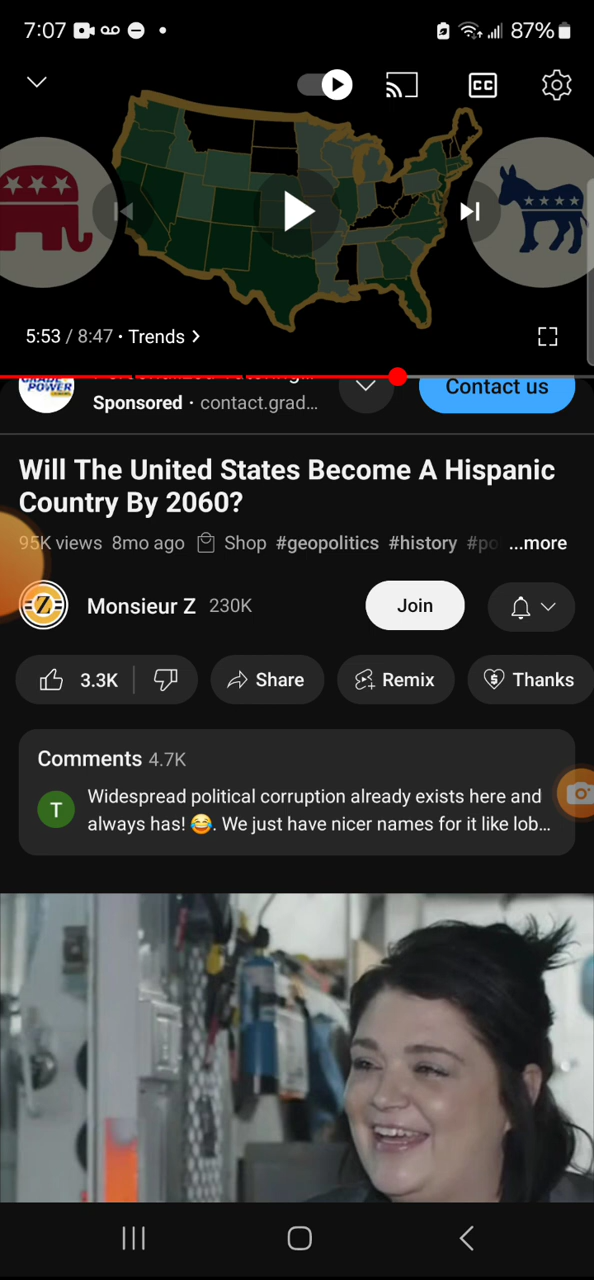 7:07
87%
CC
5:53 / 8:47 • Trends
POWER
Sponsored · contact.grad...
Contact us
Will The United States Become A Hispanic
Country By 2060?
95K views 8mo ago Shop #geopolitics #history #po ...more
Z
Monsieur Z 230K
Join
3.3K
Share
Remix
Thanks
Comments 4.7K
T
Widespread political corruption already exists here and
always has! 😂. We just have nicer names for it like lob...